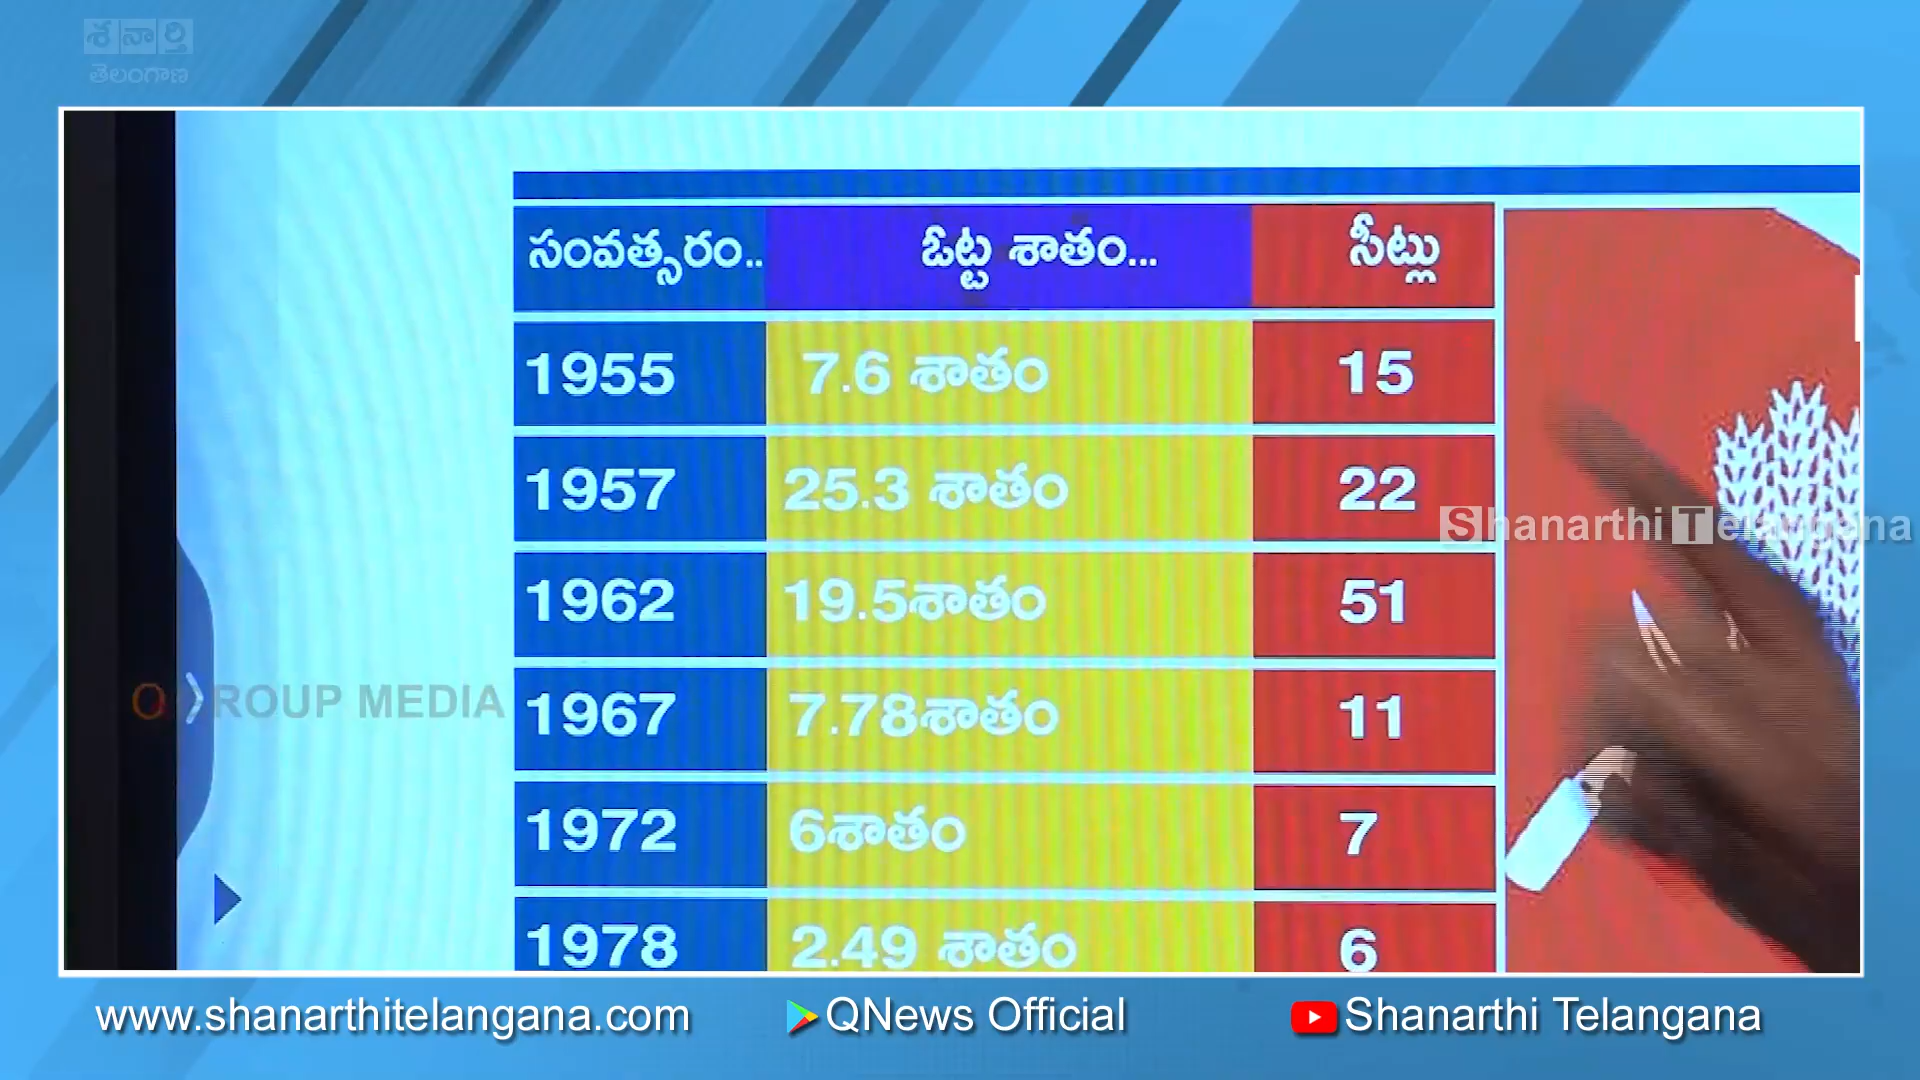 శనార్తి
తెలంగాణ
సంవత్సరం.. ఓట్ల శాతం... సీట్లు
1955 7.6 శాతం 15
1957 25.3 శాతం 22
Shanarthi Telangana
1962 19.5శాతం 51
Q GROUP MEDIA
1967 7.78శాతం 11
1972 6శాతం 7
1978 2.49 శాతం 6
www.shanarthitelangana.com QNews Official Shanarthi Telangana